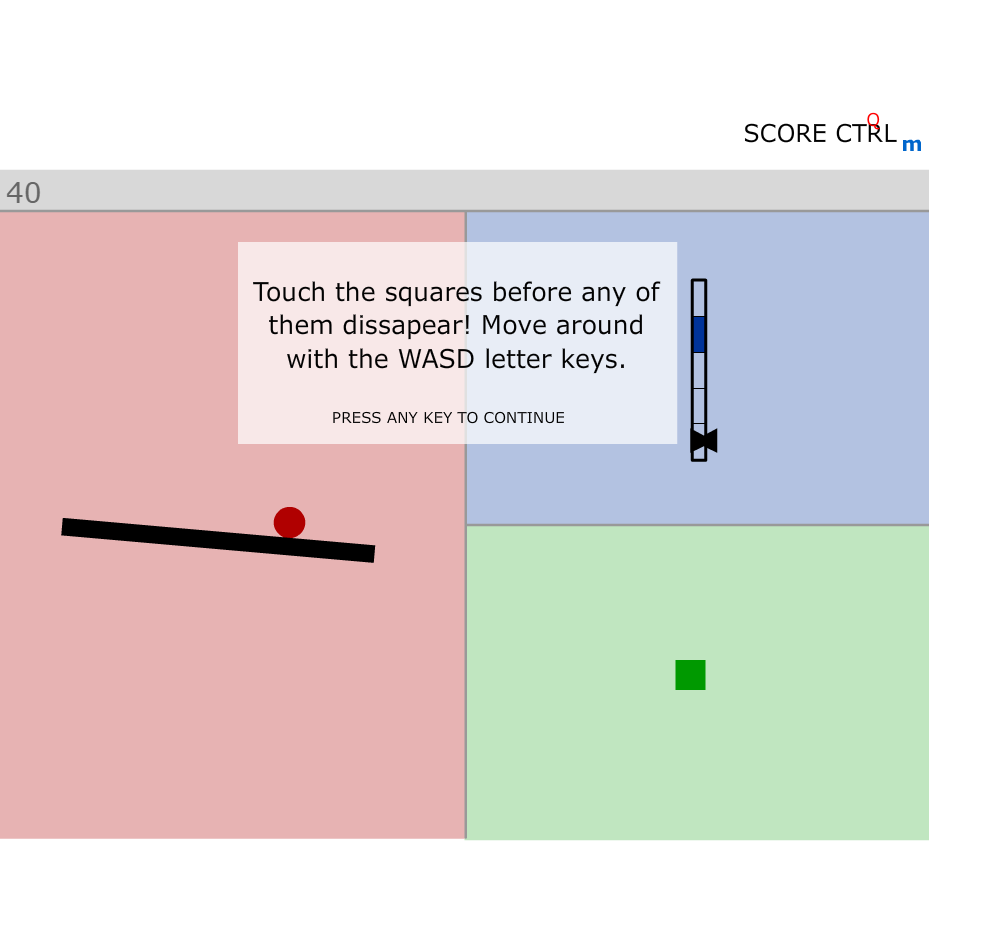 Q
SCORE CTRL
m
40
Touch the squares before any of
them dissapear! Move around
with the WASD letter keys.
PRESS ANY KEY TO CONTINUE